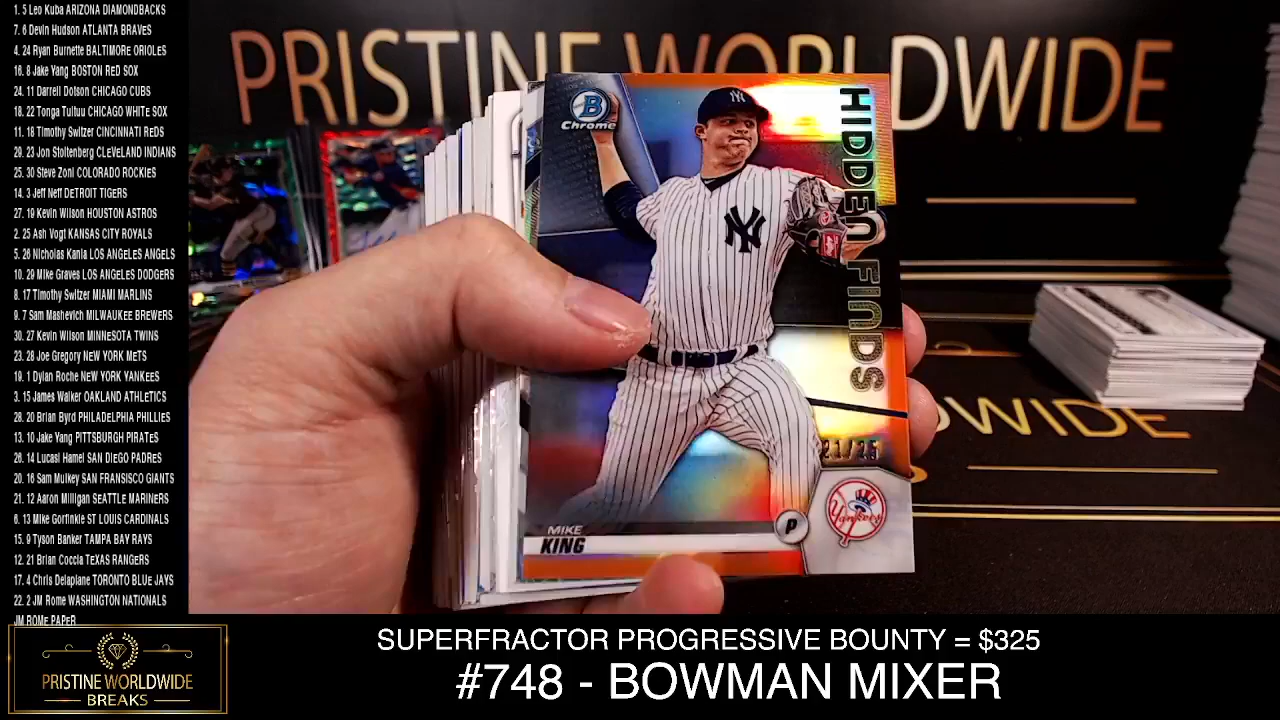 1. 5 Leo Kuba ARIZONA DIAMONDBACKS
7. 6 Devin Hudson ATLANTA BRAVES
4. 24 Ryan Burnette BALTIMORE ORIOLES
16. 8 Jake Yang BOSTON RED SOX
24. 11 Darrell Dotson CHICAGO CUBS
18. 22 Tonga Tuituu CHICAGO WHITE SOX
11. 18 Timothy Switzer CINCINNATI REDS
29. 23 Jon Stoltenberg CLEVELAND INDIANS
25. 30 Steve Zoni COLORADO ROCKIES
14. 3 Jeff Neff DETROIT TIGERS
27. 19 Kevin Wilson HOUSTON ASTROS
2. 25 Ash Vogt KANSAS CITY ROYALS
5. 26 Nicholas Kania LOS ANGELES ANGELS
10. 29 Mike Graves LOS ANGELES DODGERS
8. 17 Timothy Switzer MIAMI MARLINS
9. 7 Sam Mashevich MILWAUKEE BREWERS
30. 27 Kevin Wilson MINNESOTA TWINS
23. 28 Joe Gregory NEW YORK METS
19. 1 Dylan Roche NEW YORK YANKEES
3. 15 James Walker OAKLAND ATHLETICS
28. 20 Brian Byrd PHILADELPHIA PHILLIES
13. 10 Jake Yang PITTSBURGH PIRATES
26. 14 Lucasl Hamel SAN DIEGO PADRES
20. 16 Sam Mulkey SAN FRANSISCO GIANTS
21. 12 Aaron Milligan SEATTLE MARINERS
6. 13 Mike Gorfinkle ST LOUIS CARDINALS
15. 9 Tyson Banker TAMPA BAY RAYS
12. 21 Brian Coccia TEXAS RANGERS
17. 4 Chris Delaplane TORONTO BLUE JAYS
22. 2 JM Rome WASHINGTON NATIONALS
JM ROMe PAPeR
PRISTINE WORLDWIDE
BREAKS
PRISTINE WORLDWIDE
B
Chrome
HIDDEN FINDS
NY
NY
21/25
Yankees
MIKE
KING
P
WIDE
SUPERFRACTOR PROGRESSIVE BOUNTY = $325
#748 - BOWMAN MIXER